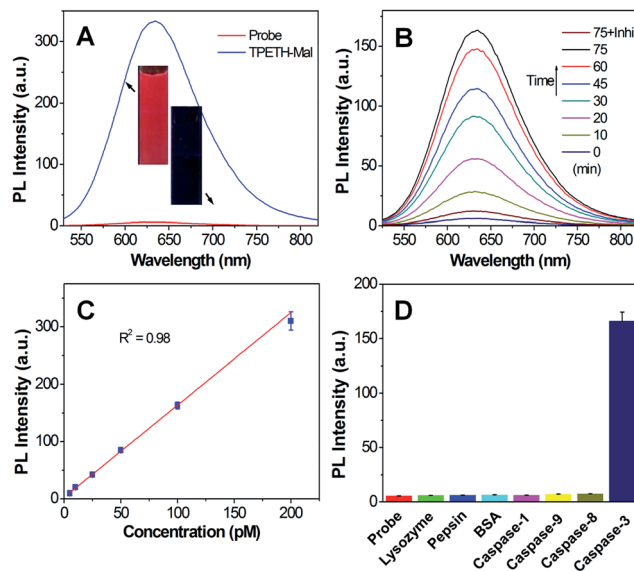 A
Probe
TPETH-Mal
PL Intensity (a.u.)
300
200
100
0
550 600 650 700 750 800
Wavelength (nm)
B
75+Inhi
75
60
45
30
20
10
0
(min)
Time
PL Intensity (a.u.)
150
100
50
0
550 600 650 700 750 800
Wavelength (nm)
C
R² = 0.98
PL Intensity (a.u.)
300
200
100
0
0 50 100 150 200
Concentration (pM)
D
PL Intensity (a.u.)
200
150
100
50
0
Probe
Lysozyme
Pepsin
BSA
Caspase-1
Caspase-9
Caspase-8
Caspase-3